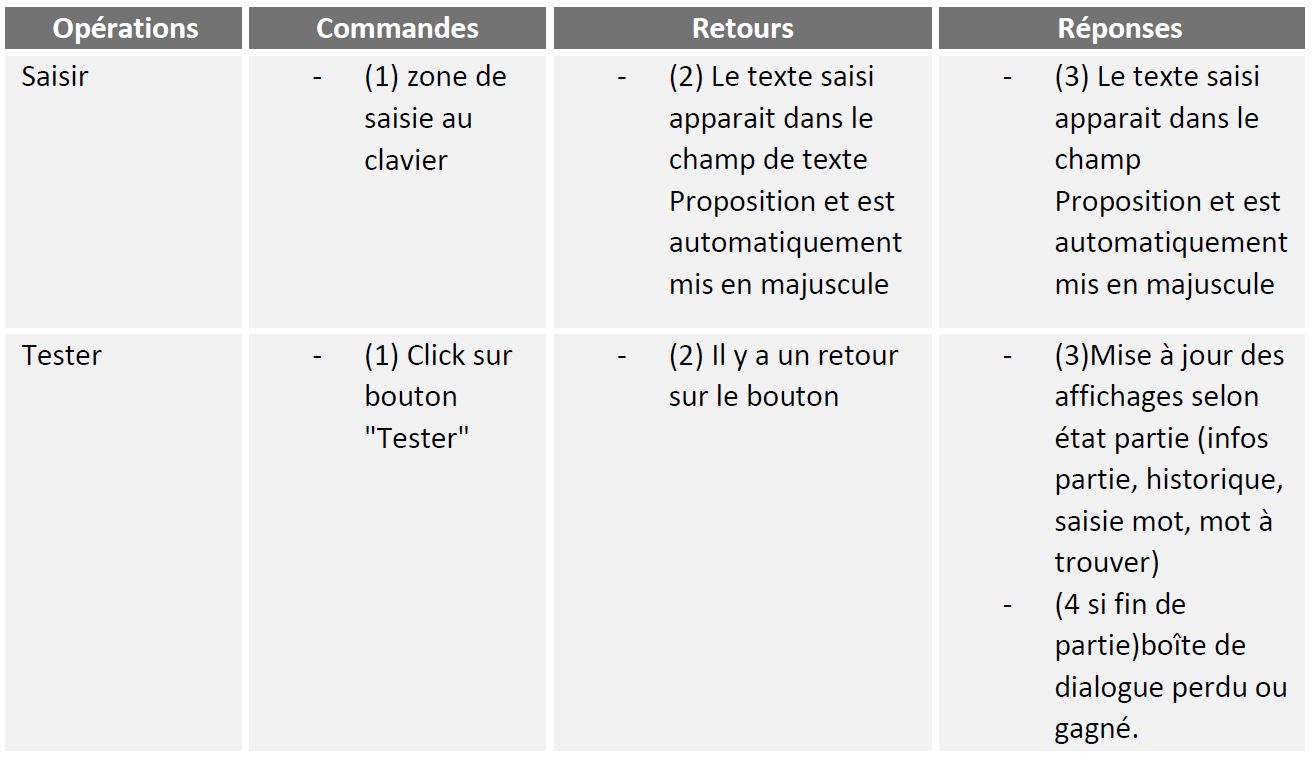 Opérations Commandes Retours Réponses
Saisir
- (1) zone de
saisie au
clavier
- (2) Le texte saisi
apparait dans le
champ de texte
Proposition et est
automatiquement
mis en majuscule
- (3) Le texte saisi
apparait dans le
champ
Proposition et est
automatiquement
mis en majuscule
Tester
- (1) Click sur
bouton
"Tester"
- (2) Il y a un retour
sur le bouton
- (3)Mise à jour des
affichages selon
état partie (infos
partie, historique,
saisie mot, mot à
trouver)
- (4 si fin de
partie)boîte de
dialogue perdu ou
gagné.